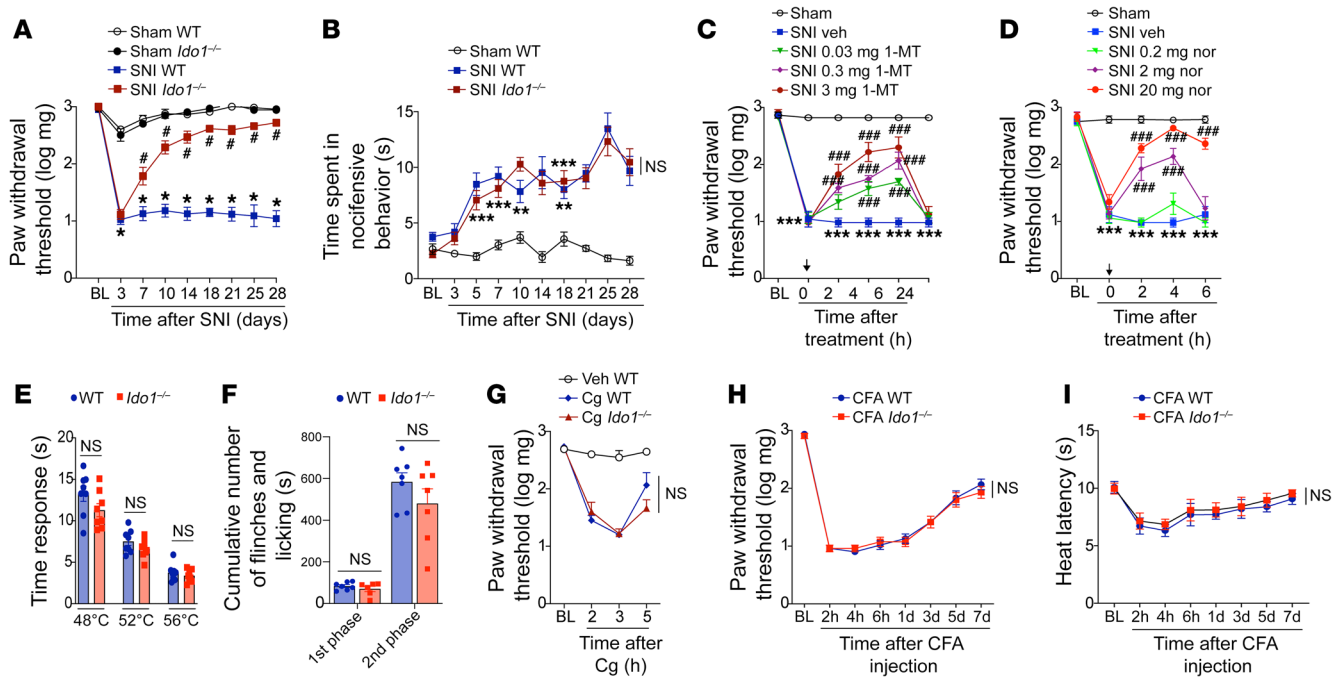 A
Sham WT
Sham Ido1–/–
SNI WT
SNI Ido1–/–
Paw withdrawal
threshold (log mg)
3
2
1
0
# # # # # # #
* * * * * * * *
BL 3 7 10 14 18 21 25 28
Time after SNI (days)
B
Sham WT
SNI WT
SNI Ido1–/–
Time spent in
nocifensive
behavior (s)
15
10
5
0
***
*** *** ** **
NS
BL 3 5 7 10 14 18 21 25 28
Time after SNI (days)
C
Sham
SNI veh
SNI 0.03 mg 1-MT
SNI 0.3 mg 1-MT
SNI 3 mg 1-MT
Paw withdrawal
threshold (log mg)
3
2
1
0
### ### ###
### ### ###
### ###
*** *** *** *** ***
BL 0 2 4 6 24
Time after
treatment (h)
D
Sham
SNI veh
SNI 0.2 mg nor
SNI 2 mg nor
SNI 20 mg nor
Paw withdrawal
threshold (log mg)
3
2
1
0
### ### ###
### ###
*** *** *** ***
BL 0 2 4 6
Time after
treatment (h)
E
WT Ido1–/–
Time response (s)
20
15
10
5
0
NS
NS
NS
48°C 52°C 56°C
F
WT Ido1–/–
Cumulative number
of flinches and
licking (s)
800
600
400
200
0
NS
NS
1st phase
2nd phase
G
Veh WT
Cg WT
Cg Ido1–/–
Paw withdrawal
threshold (log mg)
3
2
1
0
NS
BL 2 3 5
Time after
Cg (h)
H
CFA WT
CFA Ido1–/–
Paw withdrawal
threshold (log mg)
3
2
1
0
NS
BL 2h 4h 6h 1d 3d 5d 7d
Time after CFA
injection
I
CFA WT
CFA Ido1–/–
Heat latency (s)
15
10
5
0
NS
BL 2h 4h 6h 1d 3d 5d 7d
Time after CFA
injection